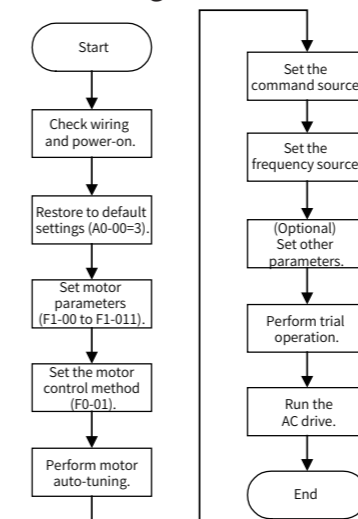 Start
Check wiring
and power-on.
Restore to default
settings (A0-00=3).
Set motor
parameters
(F1-00 to F1-011).
Set the motor
control method
(F0-01).
Perform motor
auto-tuning.
Set the
command source
Set the
frequency source
(Optional)
Set other
parameters.
Perform trial
operation.
Run the
AC drive.
End